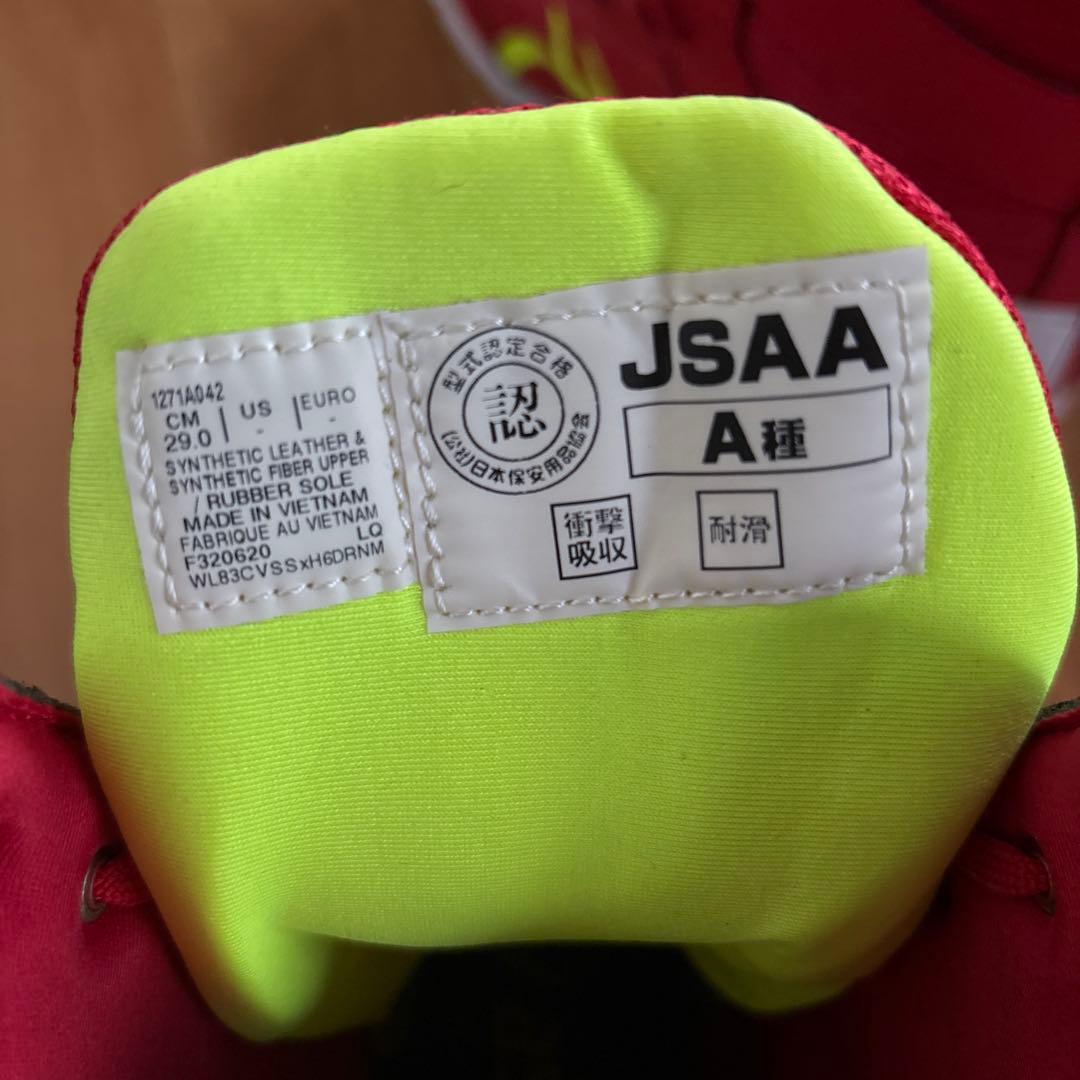 1271A042
CM | US | EURO
29.0 - -
SYNTHETIC LEATHER &
SYNTHETIC FIBER UPPER
/ RUBBER SOLE
MADE IN VIETNAM
FABRIQUE AU VIETNAM
F320620 LQ
WL83CVSSxH6DRNM
型式認定合格
認
(公社)日本保安用品協会
JSAA
A種
衝撃
吸収
耐滑